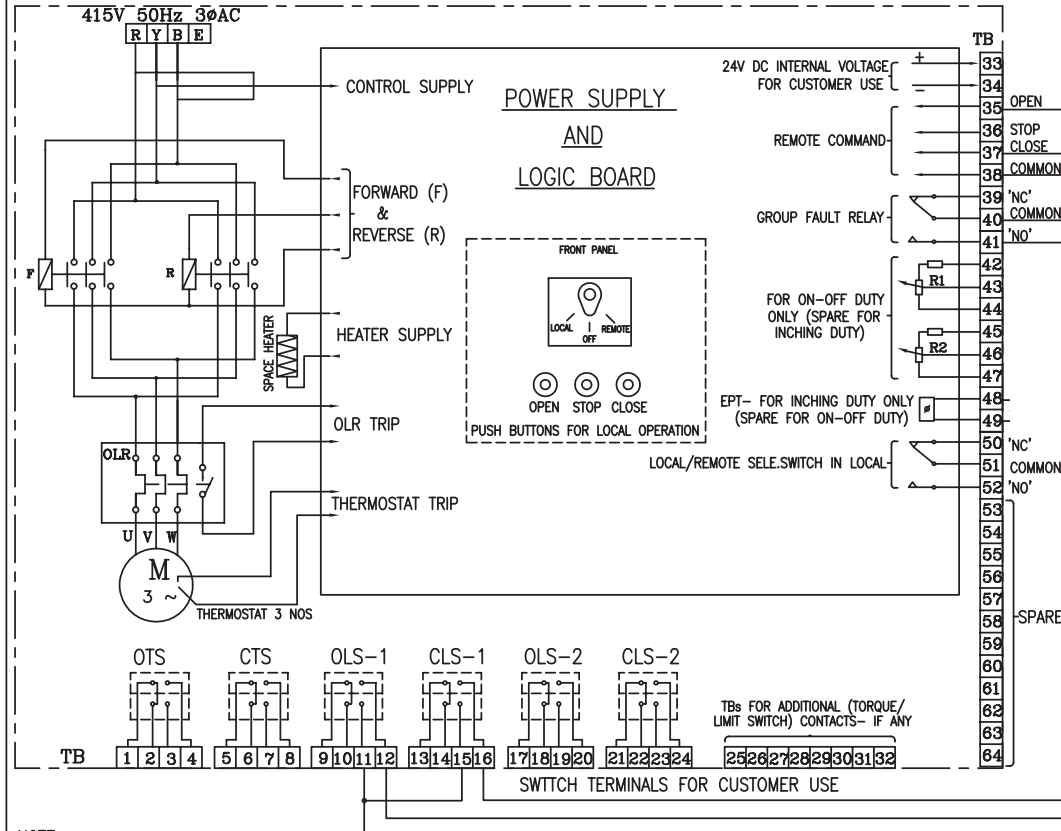 415V 50Hz 3øAC
R Y B E
TB
CONTROL SUPPLY
POWER SUPPLY
AND
LOGIC BOARD
24V DC INTERNAL VOLTAGE
FOR CUSTOMER USE
+
−
33
34
REMOTE COMMAND
35 OPEN
36 STOP
37 CLOSE
38 COMMON
FORWARD (F)
&
REVERSE (R)
F
R
GROUP FAULT RELAY
39 'NC'
40 COMMON
41 'NO'
FRONT PANEL
LOCAL
OFF
REMOTE
OPEN STOP CLOSE
PUSH BUTTONS FOR LOCAL OPERATION
FOR ON-OFF DUTY
ONLY (SPARE FOR
INCHING DUTY)
R1
R2
42
43
44
45
46
47
SPACE HEATER
HEATER SUPPLY
EPT- FOR INCHING DUTY ONLY
(SPARE FOR ON-OFF DUTY)
ø
48
49
OLR TRIP
OLR
LOCAL/REMOTE SELE.SWITCH IN LOCAL
50 'NC'
51 COMMON
52 'NO'
THERMOSTAT TRIP
U V W
M
3 ~
THERMOSTAT 3 NOS
53
54
55
56
57
58
59
60
61
62
63
64
SPARE
OTS CTS OLS-1 CLS-1 OLS-2 CLS-2
TBs FOR ADDITIONAL (TORQUE/
LIMIT SWITCH) CONTACTS- IF ANY
TB 1 2 3 4 5 6 7 8 9 10 11 12 13 14 15 16 17 18 19 20 21 22 23 24 25 26 27 28 29 30 31 32
SWTTCH TERMINALS FOR CUSTOMER USE